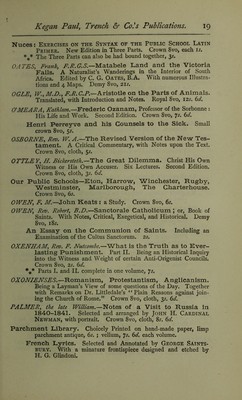 Kegan Paul, Trench & Co.'s Publications. 19
Nuces: Exercises on the Syntax of the Public School Latin
Primer. New Edition in Three Parts. Crown 8vo, each 1s.
*** The Three Parts can also be had bound together, 3s.
OATES, Frank, F.R.G.S.—Matabele Land and the Victoria
Falls. A Naturalist's Wanderings in the Interior of South
Africa. Edited by C. G. Oates, B.A. With numerous Illustra-
tions and 4 Maps. Demy 8vo, 21s.
OGLE, W., M.D., F.R.C.P.—Aristotle on the Parts of Animals.
Translated, with Introduction and Notes. Royal 8vo, 12s. 6d.
O'MEARA, Kathleen.—Frederic Ozanam, Professor of the Sorbonne:
His Life and Work. Second Edition. Crown 8vo, 7s. 6d.
Henri Perreyve and his Counsels to the Sick. Small
crown 8vo, 5s.
OSBORNE, Rev. W. A.—The Revised Version of the New Tes-
tament. A Critical Commentary, with Notes upon the Text.
Crown 8vo, cloth, 5s.
OTTLEY, H. Bickersteth.—The Great Dilemma. Christ His Own
Witness or His Own Accuser. Six Lectures. Second Edition.
Crown 8vo, cloth, 3s. 6d.
Our Public Schools—Eton, Harrow, Winchester, Rugby,
Westminster, Marlborough, The Charterhouse.
Crown 8vo, 6s.
OWEN, F. M.—John Keats: a Study. Crown 8vo, 6s.
OWEN, Rev. Robert, B.D.—Sanctorale Catholicum; or, Book of
Saints. With Notes, Critical, Exegetical, and Historical. Demy
8vo, 18s.
An Essay on the Communion of Saints. Including an
Examination of the Cultus Sanctorum. 2s.
OXENHAM, Rev. F. Nutcombe.—What is the Truth as to Ever-
lasting Punishment. Part II. Being an Historical Inquiry
into the Witness and Weight of certain Anti-Origenist Councils.
Crown 8vo, 2s. 6d.
*** Parts I. and II. complete in one volume, 7s.
OXONIENSIS.—Romanism, Protestantism, Anglicanism.
Being a Layman's View of some questions of the Day. Together
with Remarks on Dr. Littledale's "Plain Reasons against join-
ing the Church of Rome." Crown 8vo, cloth, 3s. 6d.
PALMER, the late William.—Notes of a Visit to Russia in
1840-1841. Selected and arranged by John H. Cardinal
Newman, with portrait. Crown 8vo, cloth, 8s. 6d.
Parchment Library. Choicely Printed on hand-made paper, limp
parchment antique, 6s.; vellum, 7s. 6d. each volume.
French Lyrics. Selected and Annotated by George Saints-
bury. With a miniature frontispiece designed and etched by
H. G. Glindoni.